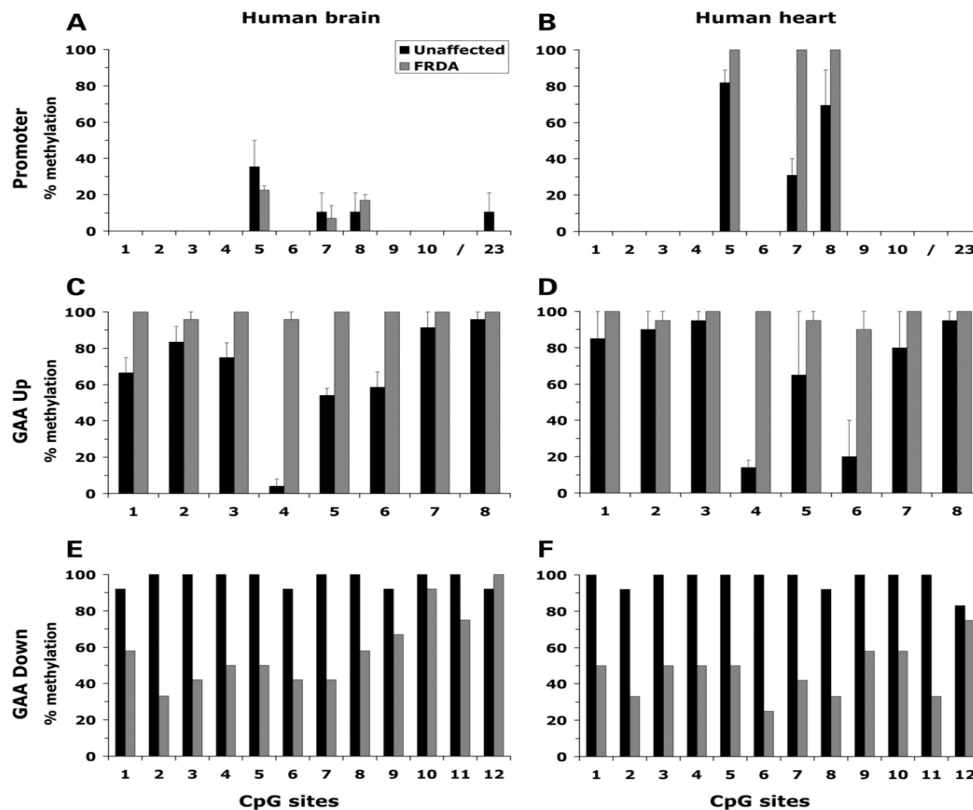 A Human brain
B Human heart
Unaffected
FRDA
Promoter
% methylation
100
80
60
40
20
0
1 2 3 4 5 6 7 8 9 10 / 23
100
80
60
40
20
0
1 2 3 4 5 6 7 8 9 10 / 23
C
GAA Up
% methylation
100
80
60
40
20
0
1 2 3 4 5 6 7 8
D
100
80
60
40
20
0
1 2 3 4 5 6 7 8
E
GAA Down
% methylation
100
80
60
40
20
0
1 2 3 4 5 6 7 8 9 10 11 12
CpG sites
F
100
80
60
40
20
0
1 2 3 4 5 6 7 8 9 10 11 12
CpG sites